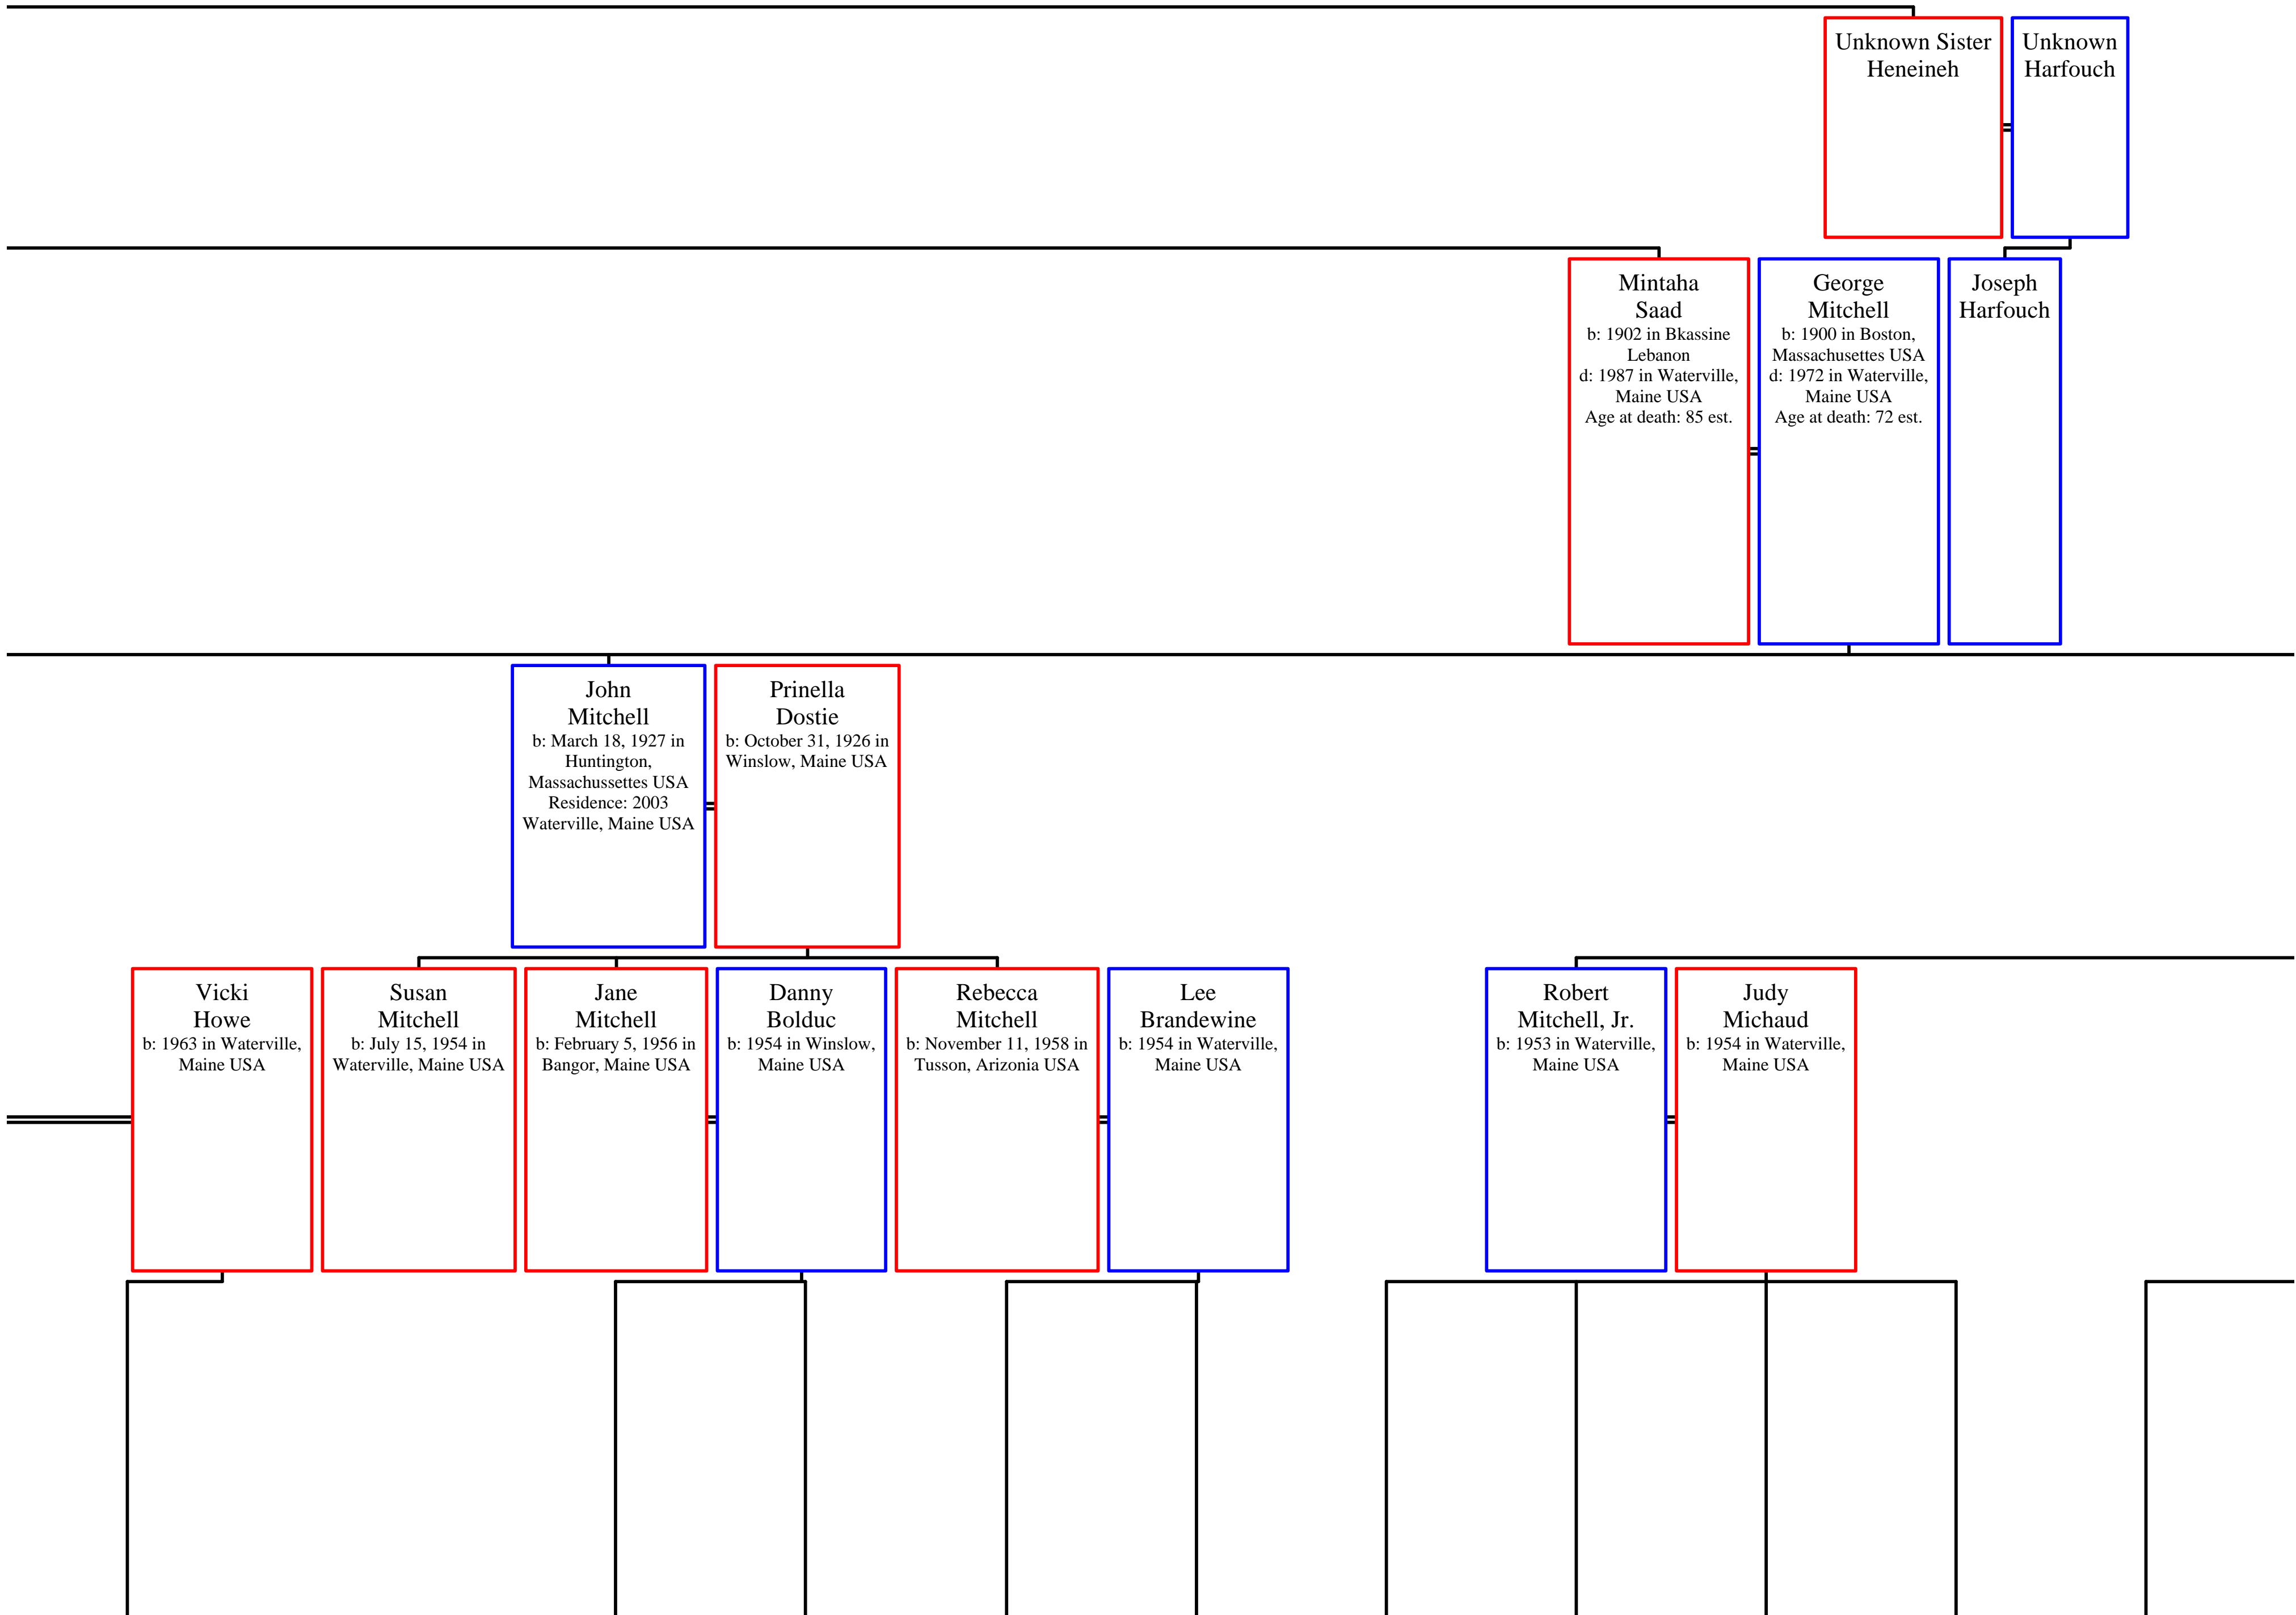 Unknown Sister
Heneineh
Unknown
Harfouch
Mintaha
Saad
b: 1902 in Bkassine
Lebanon
d: 1987 in Waterville,
Maine USA
Age at death: 85 est.
George
Mitchell
b: 1900 in Boston,
Massachusettes USA
d: 1972 in Waterville,
Maine USA
Age at death: 72 est.
Joseph
Harfouch
John
Mitchell
b: March 18, 1927 in
Huntington,
Massachussettes USA
Residence: 2003
Waterville, Maine USA
Prinella
Dostie
b: October 31, 1926 in
Winslow, Maine USA
Vicki
Howe
b: 1963 in Waterville,
Maine USA
Susan
Mitchell
b: July 15, 1954 in
Waterville, Maine USA
Jane
Mitchell
b: February 5, 1956 in
Bangor, Maine USA
Danny
Bolduc
b: 1954 in Winslow,
Maine USA
Rebecca
Mitchell
b: November 11, 1958 in
Tusson, Arizonia USA
Lee
Brandewine
b: 1954 in Waterville,
Maine USA
Robert
Mitchell, Jr.
b: 1953 in Waterville,
Maine USA
Judy
Michaud
b: 1954 in Waterville,
Maine USA